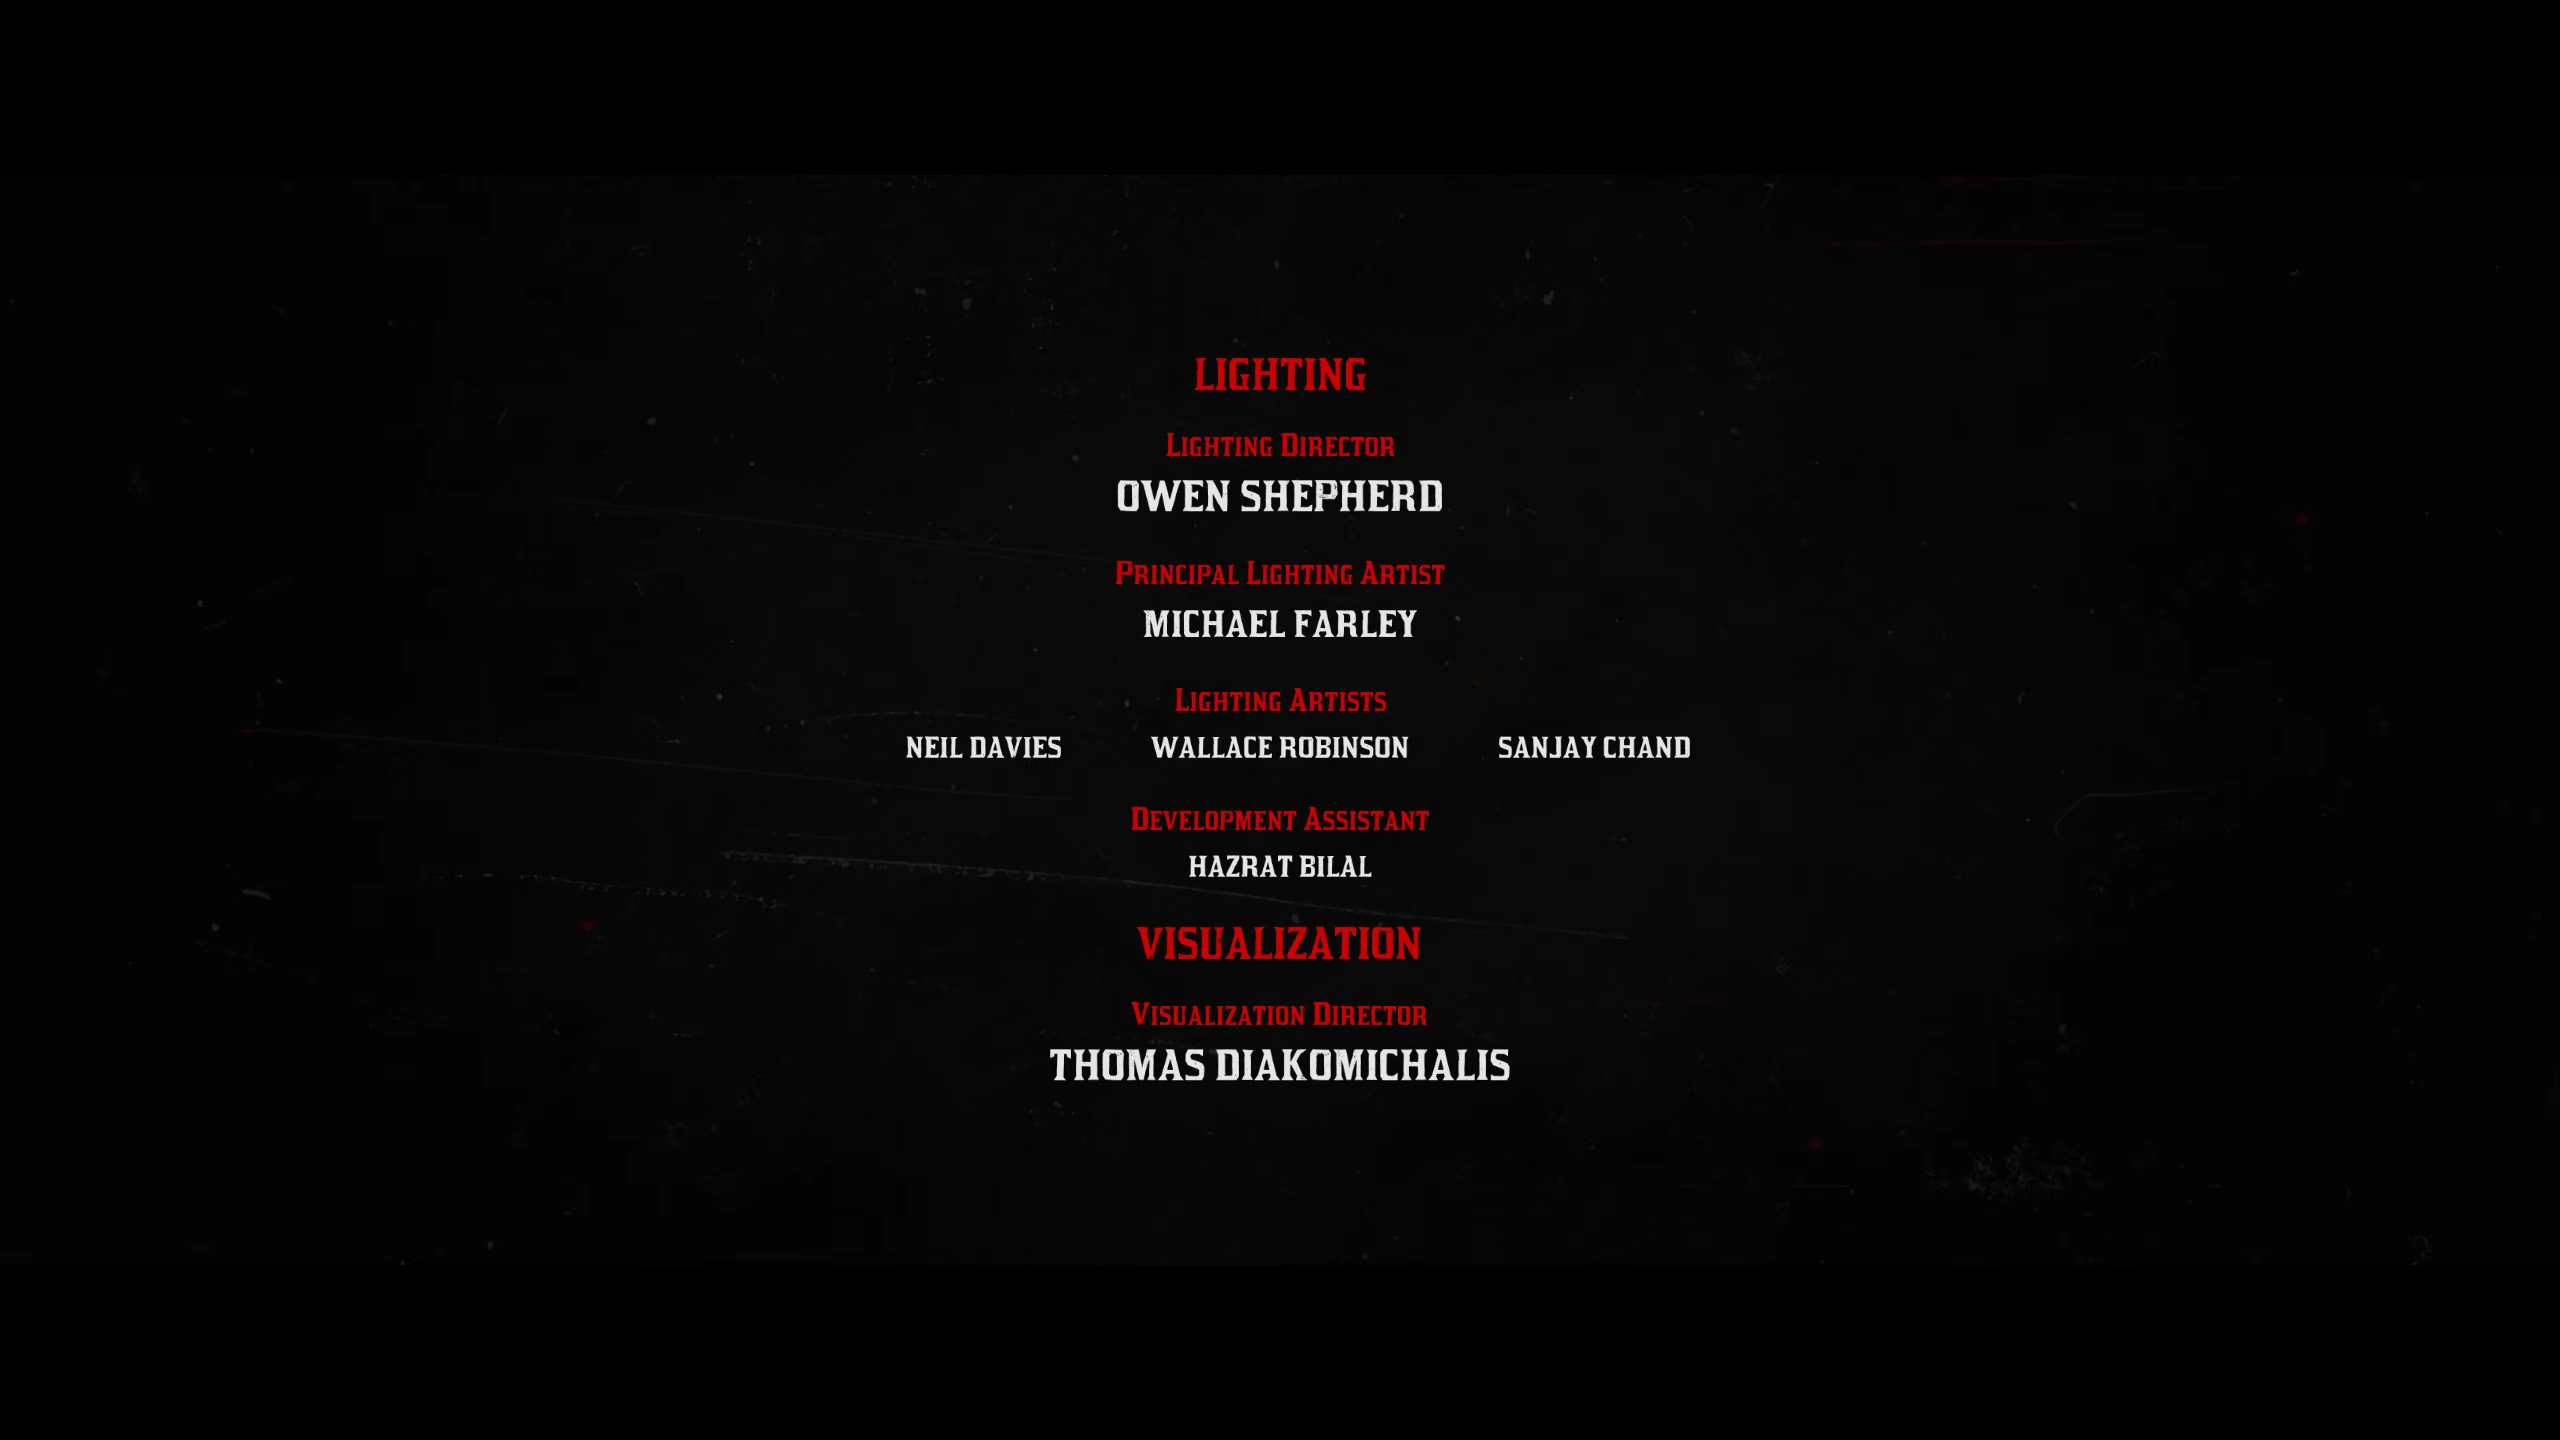 LIGHTING
LIGHTING DIRECTOR
OWEN SHEPHERD
PRINCIPAL LIGHTING ARTIST
MICHAEL FARLEY
LIGHTING ARTISTS
NEIL DAVIES WALLACE ROBINSON SANJAY CHAND
DEVELOPMENT ASSISTANT
HAZRAT BILAL
VISUALIZATION
VISUALIZATION DIRECTOR
THOMAS DIAKOMICHALIS